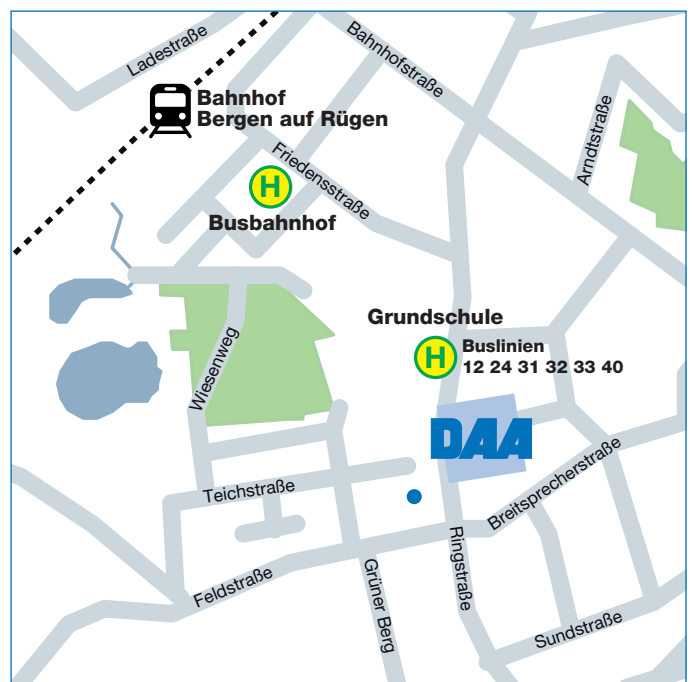 Ladestraße
Bahnhofstraße
Bahnhof
Bergen auf Rügen
Arndtstraße
Friedensstraße
H
Busbahnhof
Grundschule
H
Buslinien
12 24 31 32 33 40
Wiesenweg
DAA
Teichstraße
Breitsprecherstraße
Feldstraße
Grüner Berg
Ringstraße
Sundstraße